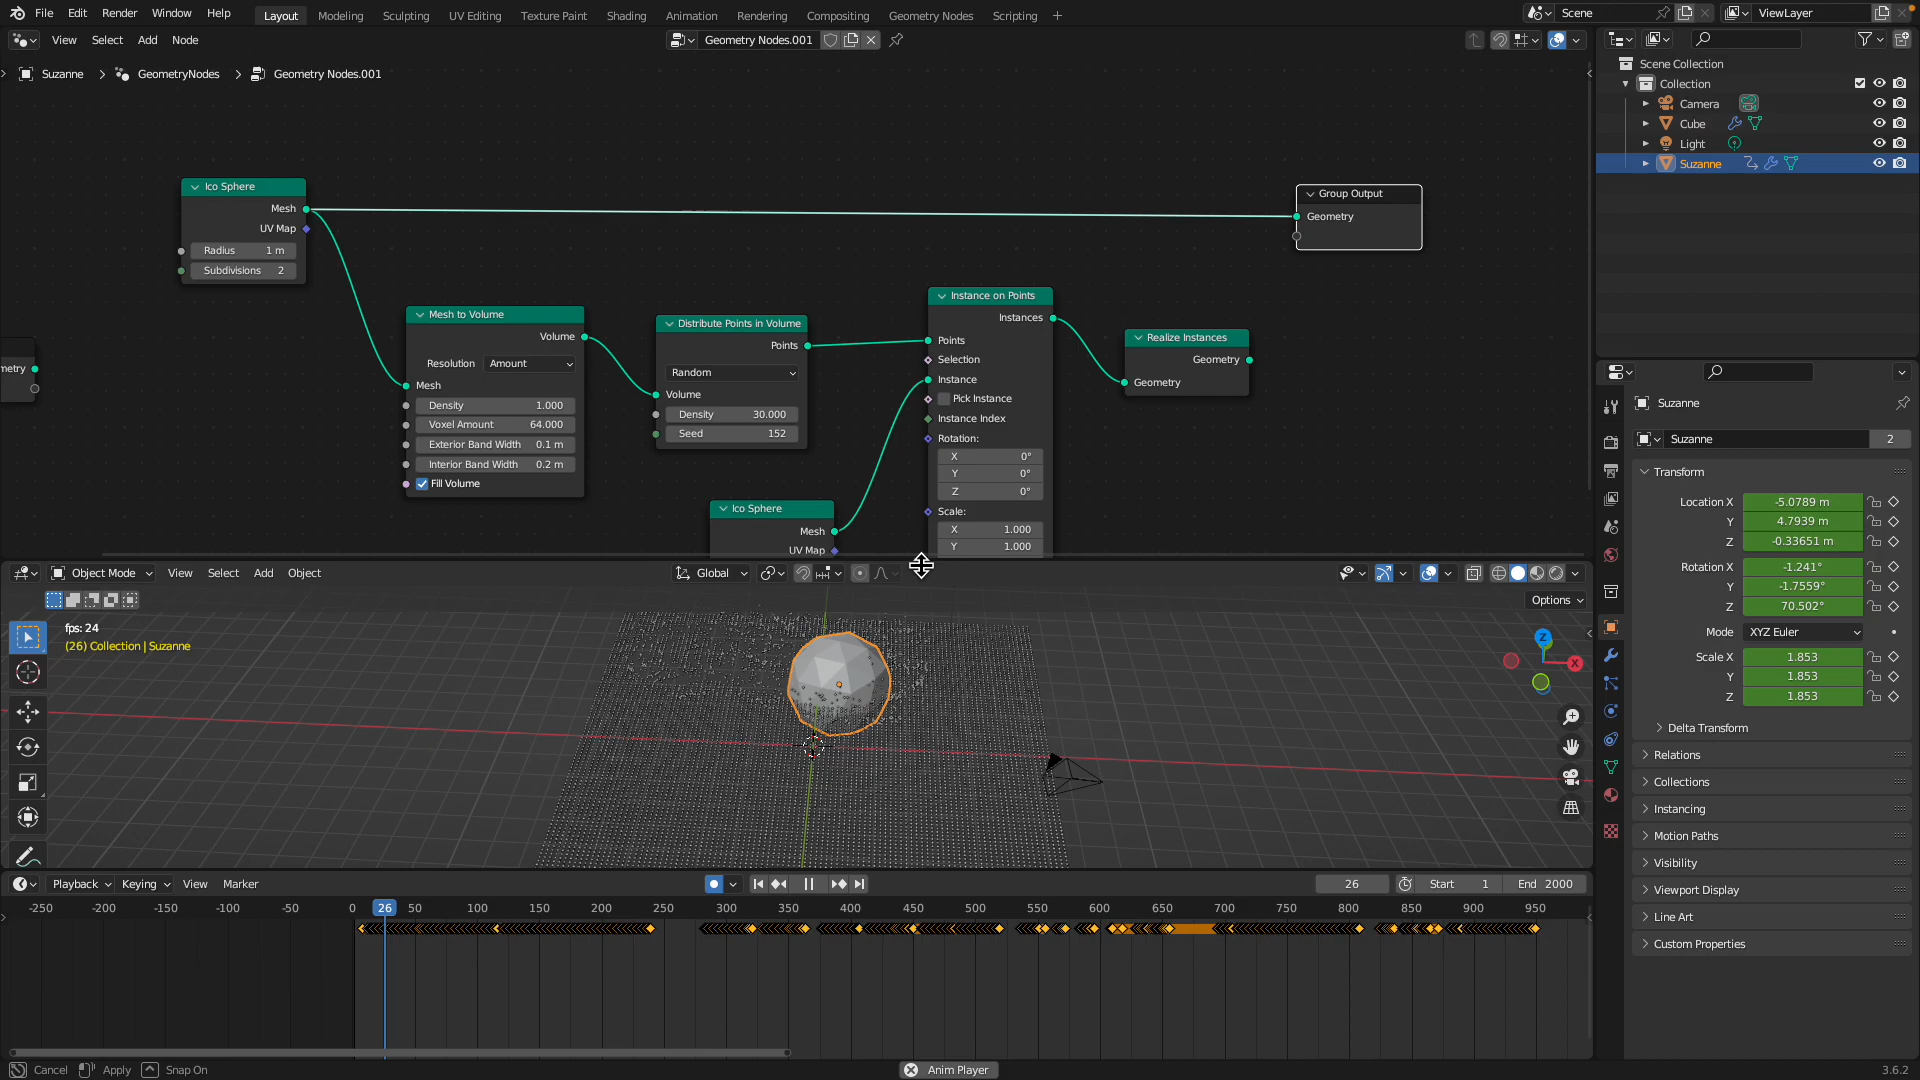 File Edit Render Window Help Layout Modeling Sculpting UV Editing Texture Paint Shading Animation Rendering Compositing Geometry Nodes Scripting + Scene ViewLayer
View Select Add Node Geometry Nodes.001
Suzanne > GeometryNodes > Geometry Nodes.001
Scene Collection
Collection
Camera
Cube
Light
Suzanne
Ico Sphere
Mesh
UV Map
Radius 1 m
Subdivisions 2
Group Output
Geometry
metry
Mesh to Volume
Volume
Resolution Amount
Mesh
Density 1.000
Voxel Amount 64.000
Exterior Band Width 0.1 m
Interior Band Width 0.2 m
Fill Volume
Distribute Points in Volume
Points
Random
Volume
Density 30.000
Seed 152
Ico Sphere
Mesh
UV Map
Instance on Points
Instances
Points
Selection
Instance
Pick Instance
Instance Index
Rotation:
X 0°
Y 0°
Z 0°
Scale:
X 1.000
Y 1.000
Realize Instances
Geometry
Geometry
Object Mode View Select Add Object Global
Options
fps: 24
(26) Collection | Suzanne
Z
X
Suzanne
Suzanne 2
Transform
Location X -5.0789 m
Y 4.7939 m
Z -0.33651 m
Rotation X -1.241°
Y -1.7559°
Z 70.502°
Mode XYZ Euler
Scale X 1.853
Y 1.853
Z 1.853
Delta Transform
Relations
Collections
Instancing
Motion Paths
Visibility
Viewport Display
Line Art
Custom Properties
Playback Keying View Marker 26 Start 1 End 2000
-250 -200 -150 -100 -50 0 26 50 100 150 200 250 300 350 400 450 500 550 600 650 700 750 800 850 900 950
Cancel Apply Snap On Anim Player 3.6.2